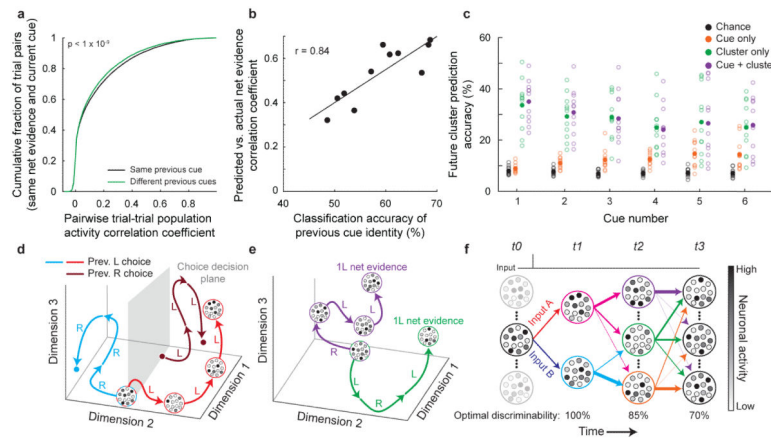 a
p < 1 x 10
Cumulative fraction of trial pairs
(same net evidence and current cue)
1.0
0.8
0.6
0.4
0.2
0
Same previous cue
Different previous cues
0 0.2 0.4 0.6 0.8
Pairwise trial-trial population
activity correlation coefficient
b
r = 0.84
Predicted vs. actual net evidence
correlation coefficient
0.7
0.6
0.5
0.4
0.3
0.2
40 50 60 70
Classification accuracy of
previous cue identity (%)
c
Chance
Cue only
Cluster only
Cue + cluster
Future cluster prediction
accuracy (%)
60
40
20
0
1 2 3 4 5 6
Cue number
d
Prev. L choice
Prev. R choice
Choice decision
plane
R
R
L
L
L
L
L
Dimension 3
Dimension 2
Dimension 1
e
1L net evidence
1L net evidence
L
L
R
L
R
L
Dimension 3
Dimension 2
Dimension 1
f
t0 t1 t2 t3
Input
Input A
Input B
High
Neuronal activity
Low
Optimal discriminability: 100% 85% 70%
Time